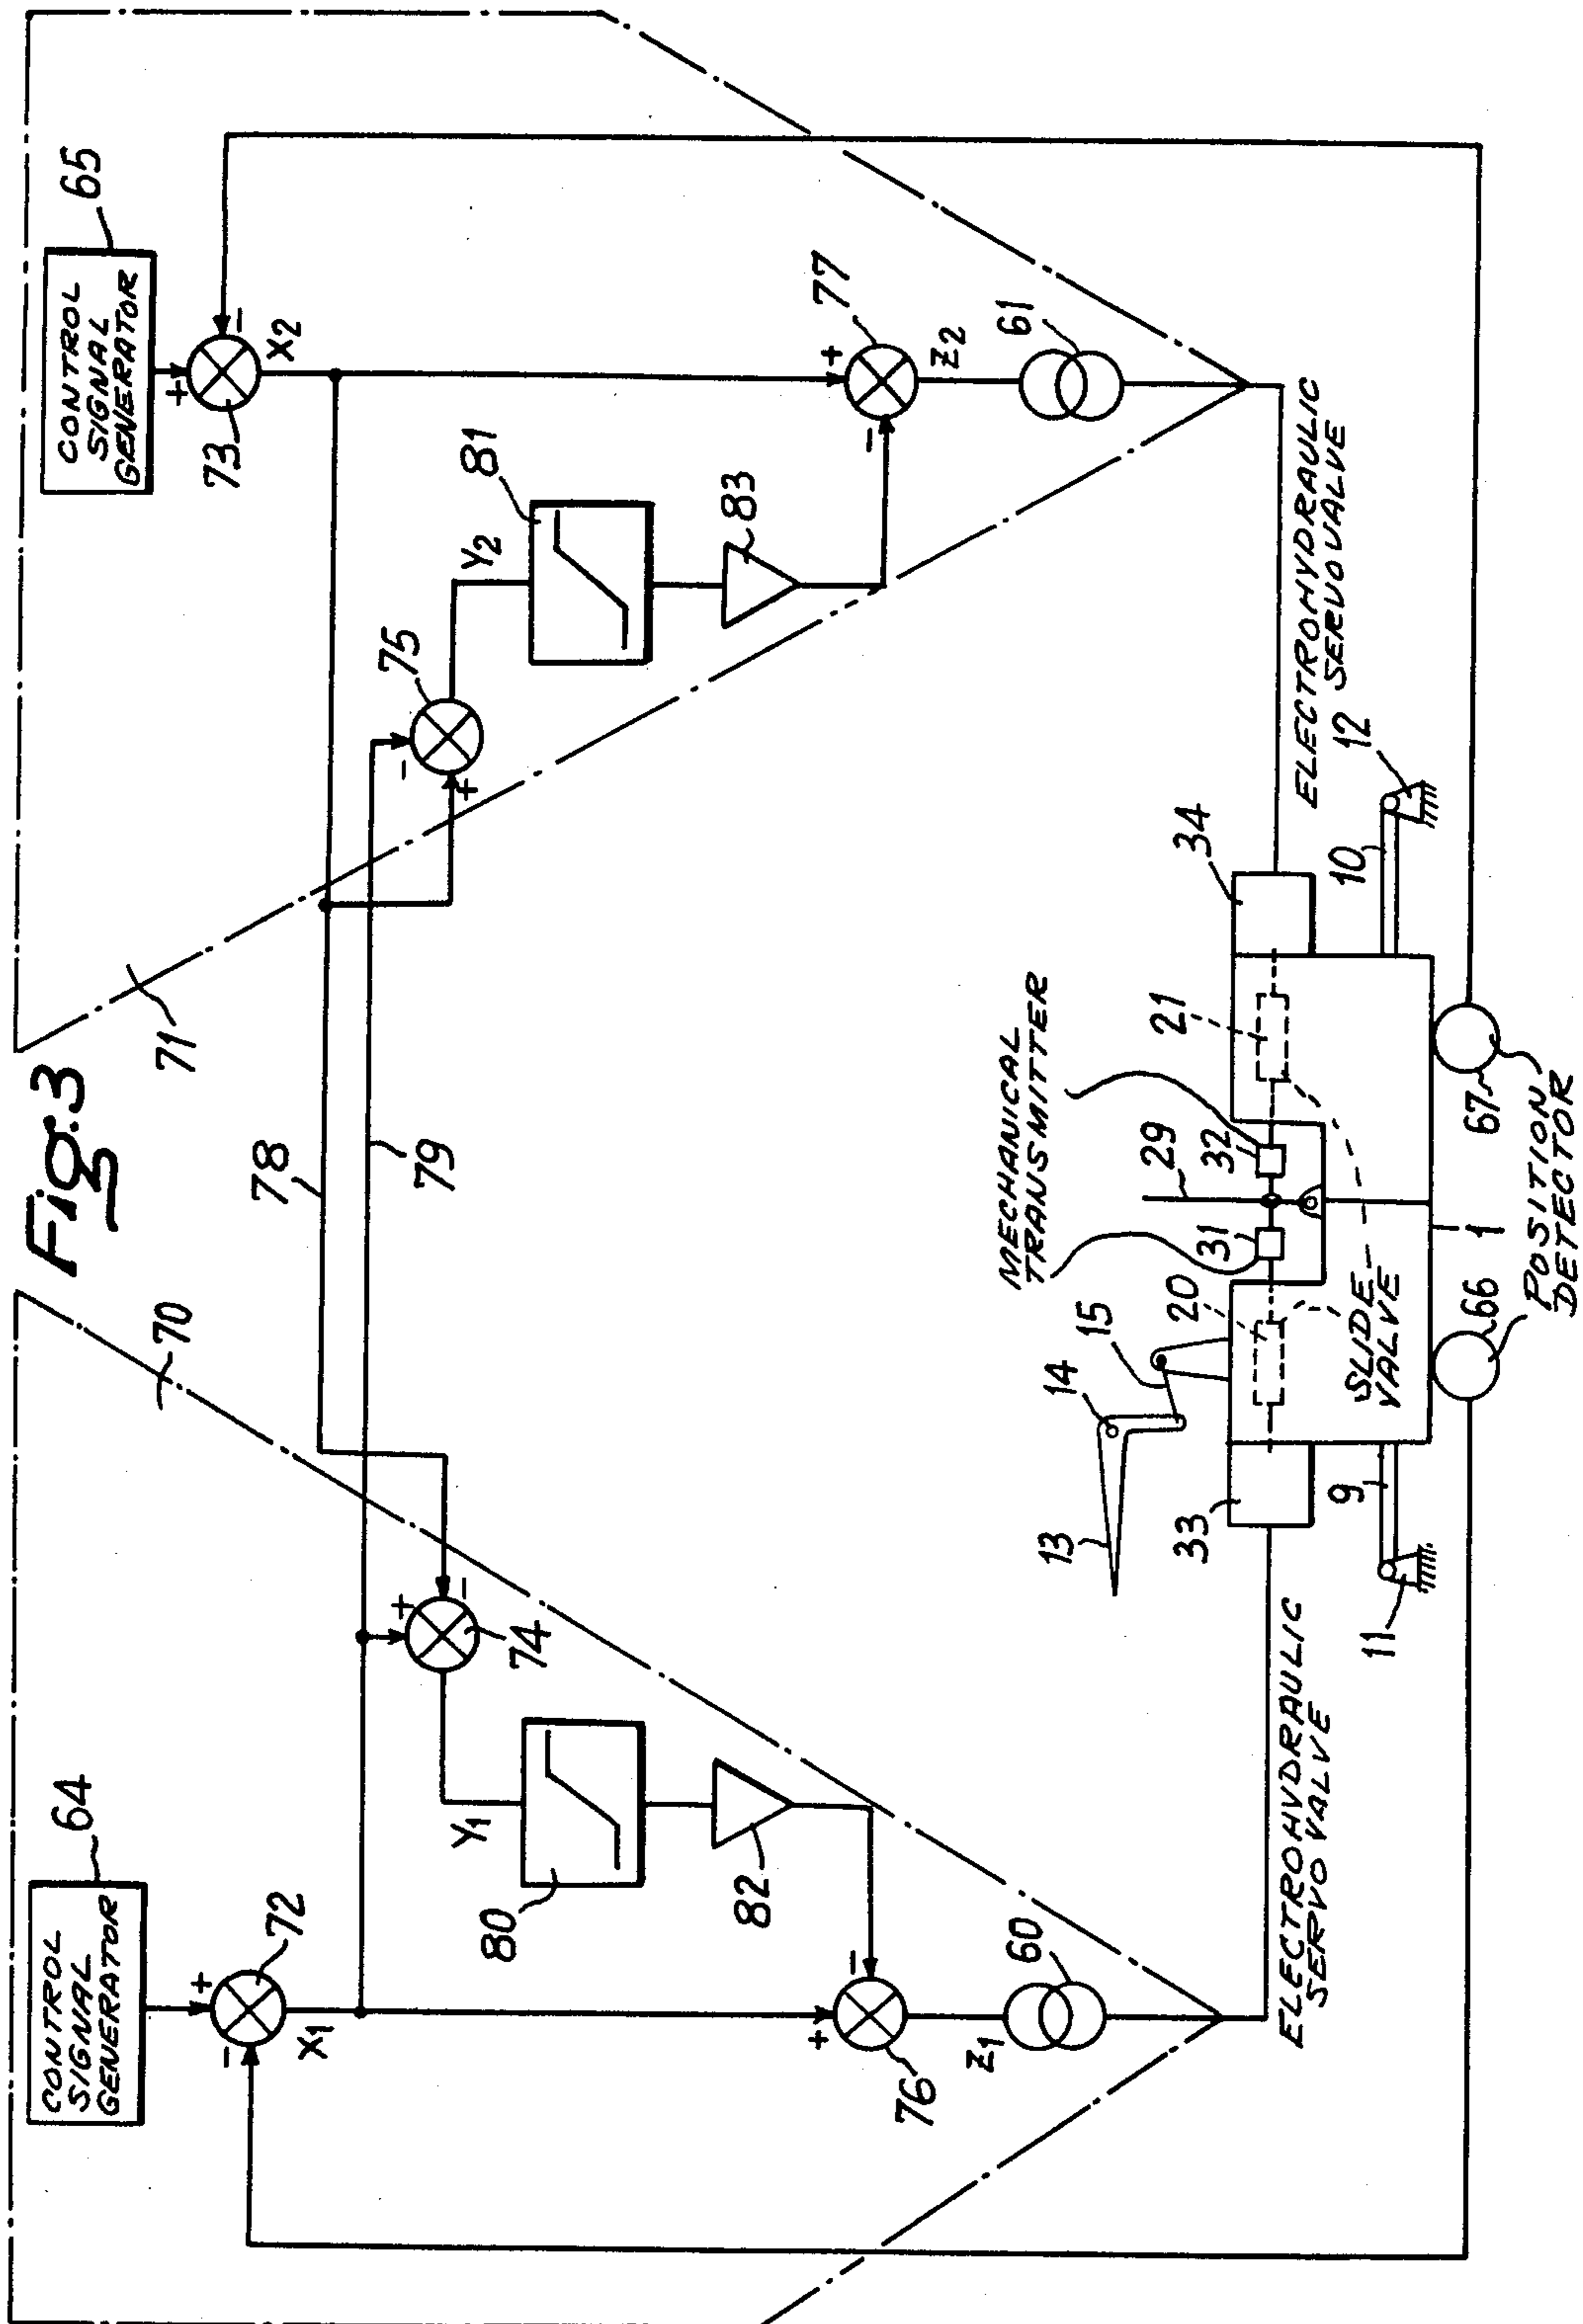 Fig. 3
CONTROL
SIGNAL
GENERATOR
64
70
71
CONTROL
SIGNAL
GENERATOR
65
+
-
72
X1
78
79
+
-
73
X2
+
-
74
Y1
80
82
-
+
75
Y2
81
83
+
-
76
Z1
60
+
-
77
Z2
61
MECHANICAL
TRANSMITTER
13
14
15
20
31
29
32
21
34
33
ELECTROHYDRAULIC
SERVO VALVE
ELECTROHYDRAULIC
SERVOVALVE
11
9
SLIDE-
VALVE
10
12
66
1
67
POSITION
DETECTOR